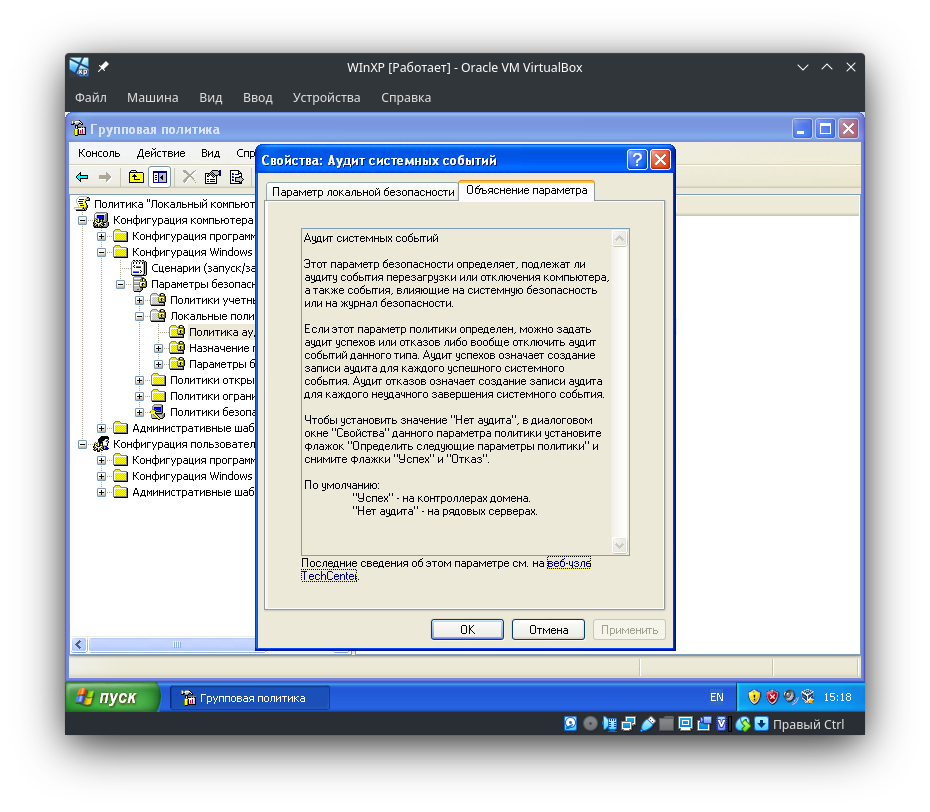 WInXP [Работает] - Oracle VM VirtualBox
Файл Машина Вид Ввод Устройства Справка
Групповая политика
Консоль Действие Вид Спр
Свойства: Аудит системных событий
Параметр локальной безопасности Объяснение параметра
Политика "Локальный компьют
Конфигурация компьютера
Конфигурация програм
Конфигурация Windows
Сценарии (запуск/за
Параметры безопасн
Политики учетны
Локальные поли
Политика ау
Назначение п
Параметры б
Политики откры
Политики ограни
Политики безопа
Административные шаб
Конфигурация пользовател
Конфигурация програм
Конфигурация Windows
Административные шаб
Аудит системных событий
Этот параметр безопасности определяет, подлежат ли
аудиту события перезагрузки или отключения компьютера,
а также события, влияющие на системную безопасность
или на журнал безопасности.
Если этот параметр политики определен, можно задать
аудит успехов или отказов либо вообще отключить аудит
событий данного типа. Аудит успехов означает создание
записи аудита для каждого успешного системного
события. Аудит отказов означает создание записи аудита
для каждого неудачного завершения системного события.
Чтобы установить значение "Нет аудита", в диалоговом
окне "Свойства" данного параметра политики установите
флажок "Определить следующие параметры политики" и
снимите флажки "Успех" и "Отказ".
По умолчанию:
"Успех" - на контроллерах домена.
"Нет аудита" - на рядовых серверах.
Последние сведения об этом параметре см. на веб-узле
TechCenter.
OK Отмена Применить
пуск Групповая политика EN 15:18
Правый Ctrl